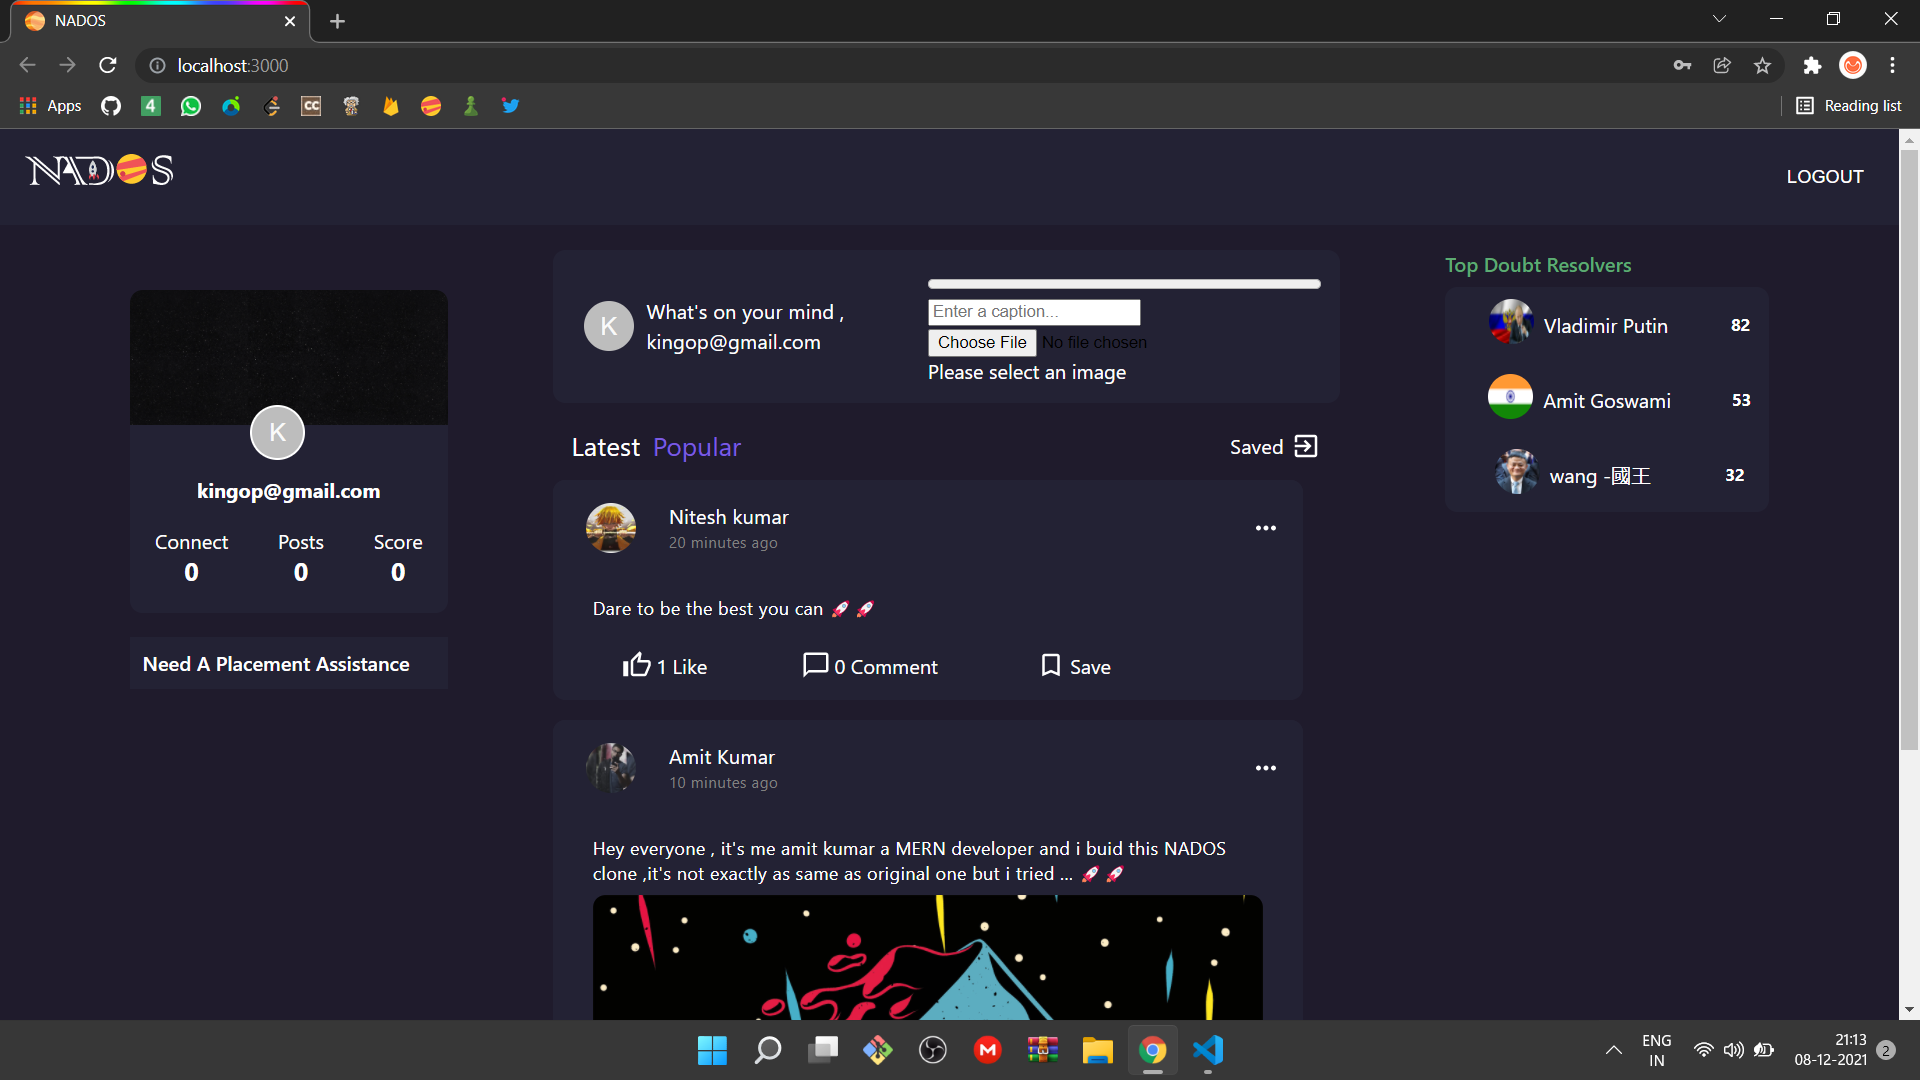 NADOS
localhost:3000
Apps
4
CC
Reading list
NADOS
LOGOUT
K
What's on your mind ,
kingop@gmail.com
Enter a caption...
Choose File No file chosen
Please select an image
K
kingop@gmail.com
Connect Posts Score
0 0 0
Need A Placement Assistance
Latest Popular
Saved
Nitesh kumar
20 minutes ago
Dare to be the best you can 🚀 🚀
1 Like
0 Comment
Save
Amit Kumar
10 minutes ago
Hey everyone , it's me amit kumar a MERN developer and i buid this NADOS
clone ,it's not exactly as same as original one but i tried ... 🚀 🚀
Top Doubt Resolvers
Vladimir Putin 82
Amit Goswami 53
wang -國王 32
M
ENG
IN
21:13
08-12-2021
2